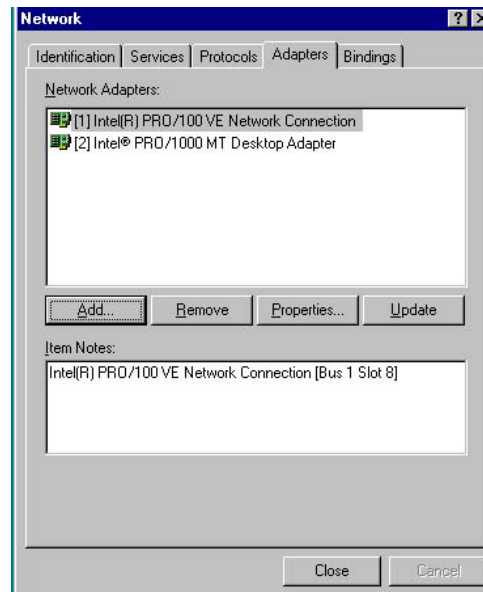 Network
Identification Services Protocols Adapters Bindings
Network Adapters:
[1] Intel(R) PRO/100 VE Network Connection
[2] Intel® PRO/1000 MT Desktop Adapter
Add... Remove Properties... Update
Item Notes:
Intel(R) PRO/100 VE Network Connection [Bus 1 Slot 8]
Close Cancel